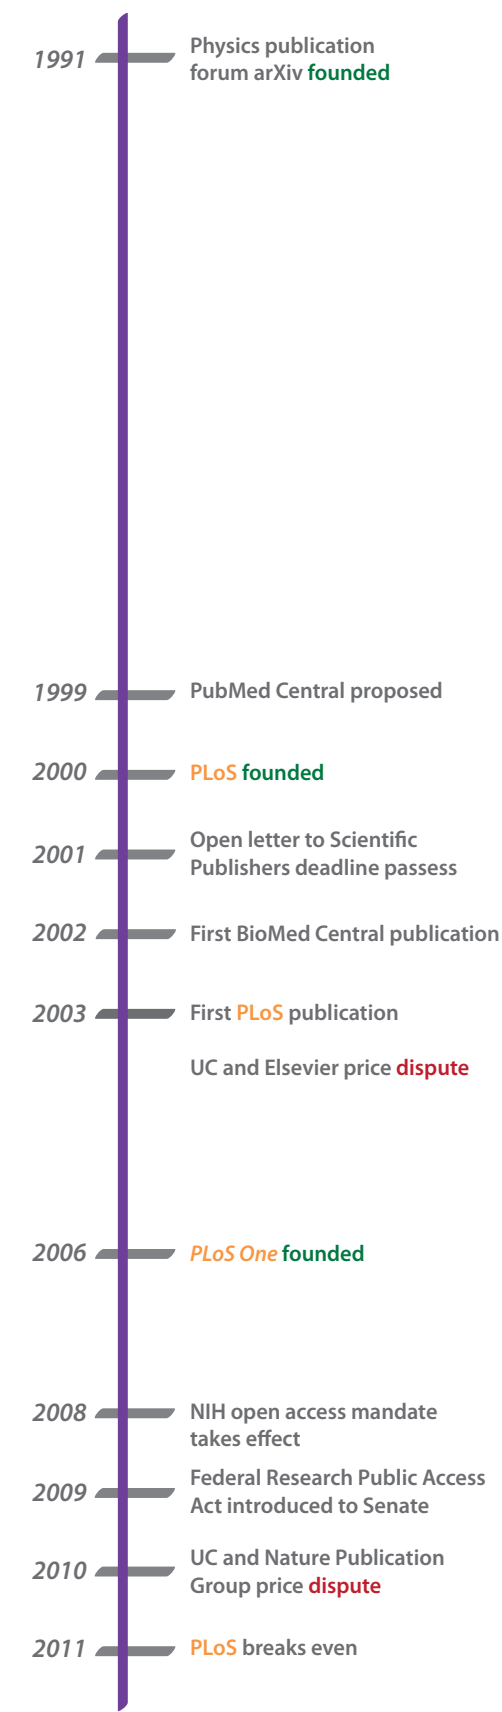 1991
Physics publication
forum arXiv founded
1999
PubMed Central proposed
2000
PLoS founded
2001
Open letter to Scientific
Publishers deadline passess
2002
First BioMed Central publication
2003
First PLoS publication
UC and Elsevier price dispute
2006
PLoS One founded
2008
NIH open access mandate
takes effect
2009
Federal Research Public Access
Act introduced to Senate
2010
UC and Nature Publication
Group price dispute
2011
PLoS breaks even